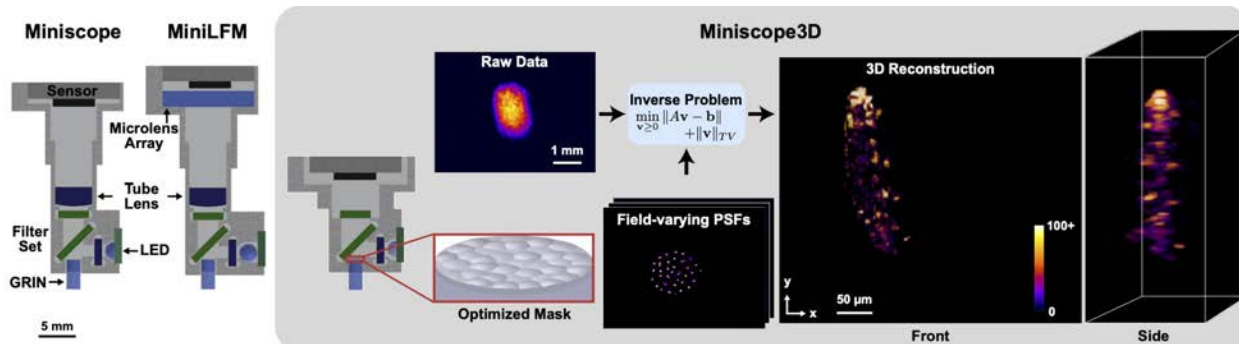 Miniscope
MiniLFM
Sensor
Microlens
Array
Tube
Lens
Filter
Set
LED
GRIN
5 mm
Miniscope3D
Raw Data
1 mm
Inverse Problem
min ‖Av − b‖
v≥0
+‖v‖TV
Field-varying PSFs
Optimized Mask
3D Reconstruction
100+
0
y
x
50 µm
Front
Side